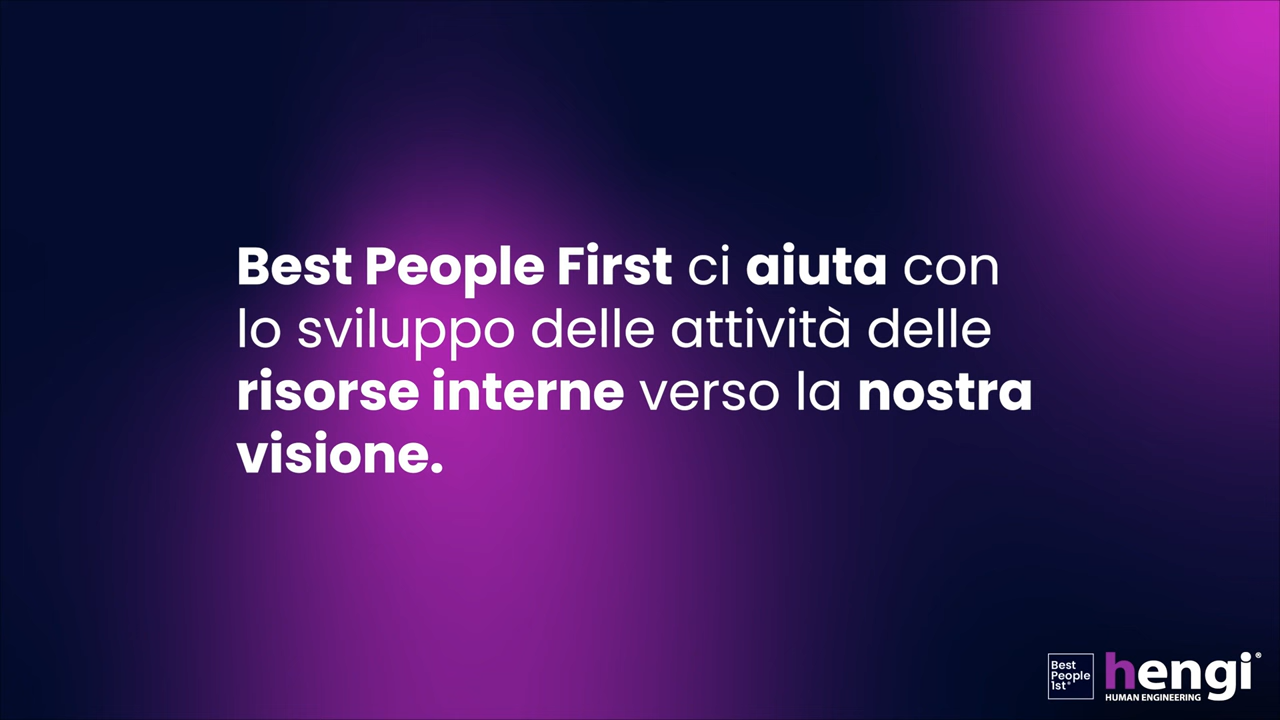 Best People First ci aiuta con
lo sviluppo delle attività delle
risorse interne verso la nostra
visione.
Best
People
1st®
hengi®
HUMAN ENGINEERING